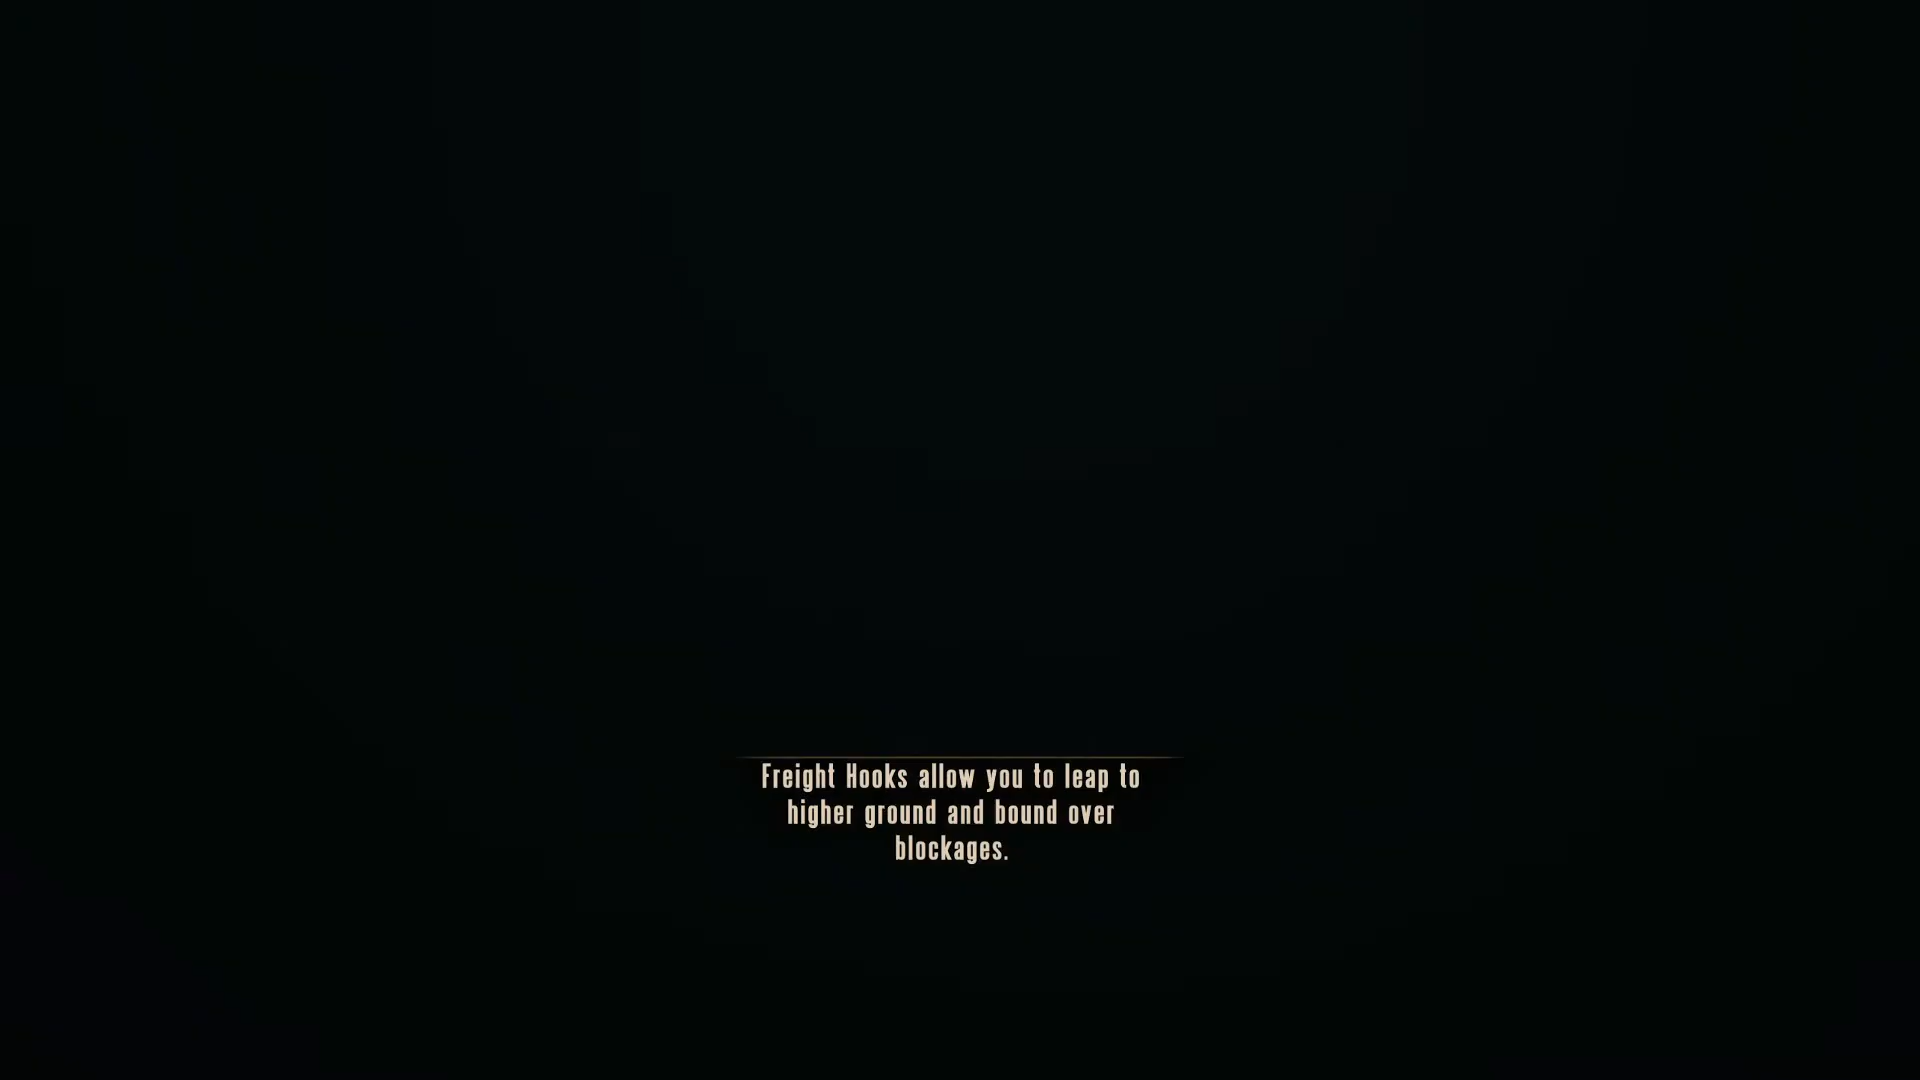 Freight Hooks allow you to leap to
higher ground and bound over
blockages.